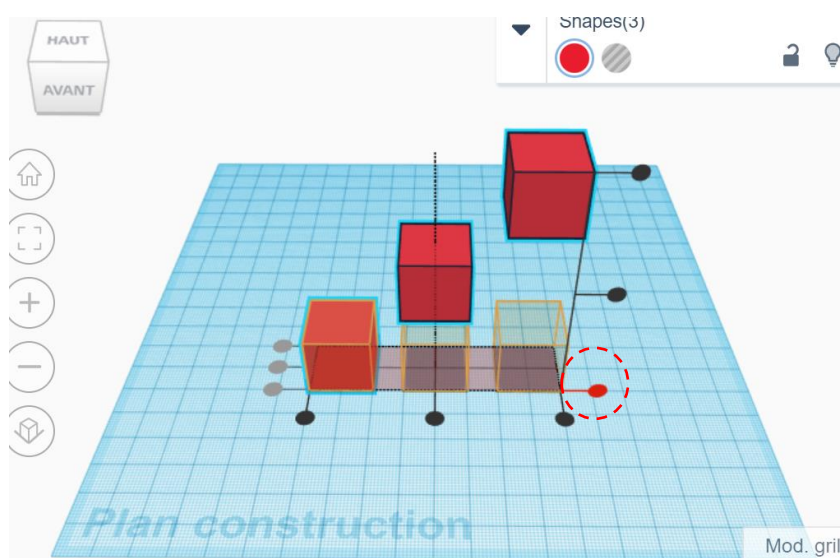 Shapes(3)
HAUT
AVANT
Plan construction
Mod. gril